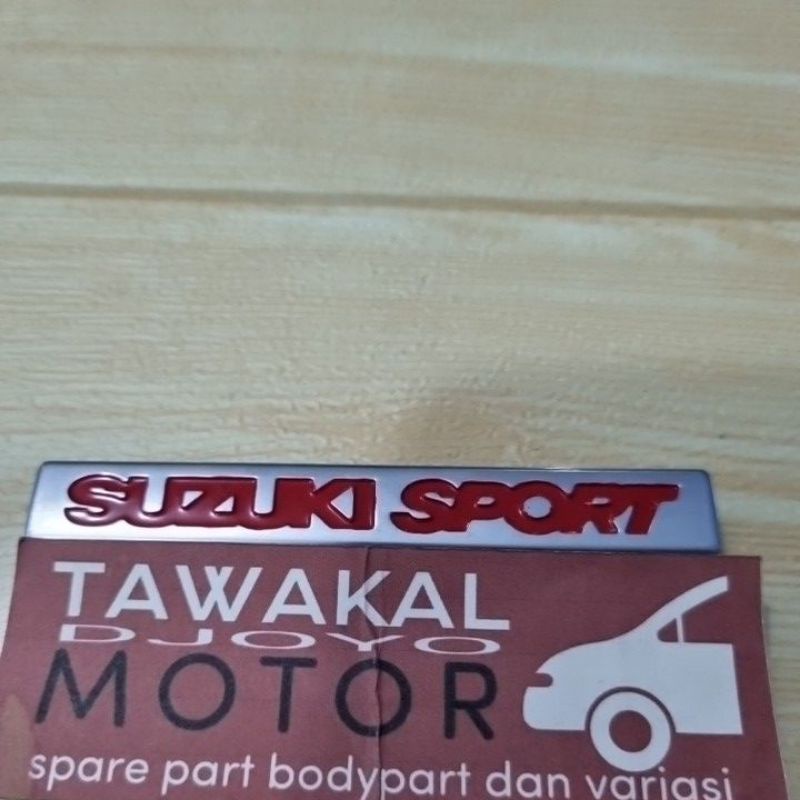 SUZUKI SPORT
TAWAKAL
DJOYO
MOTOR
spare part bodypart dan variasi